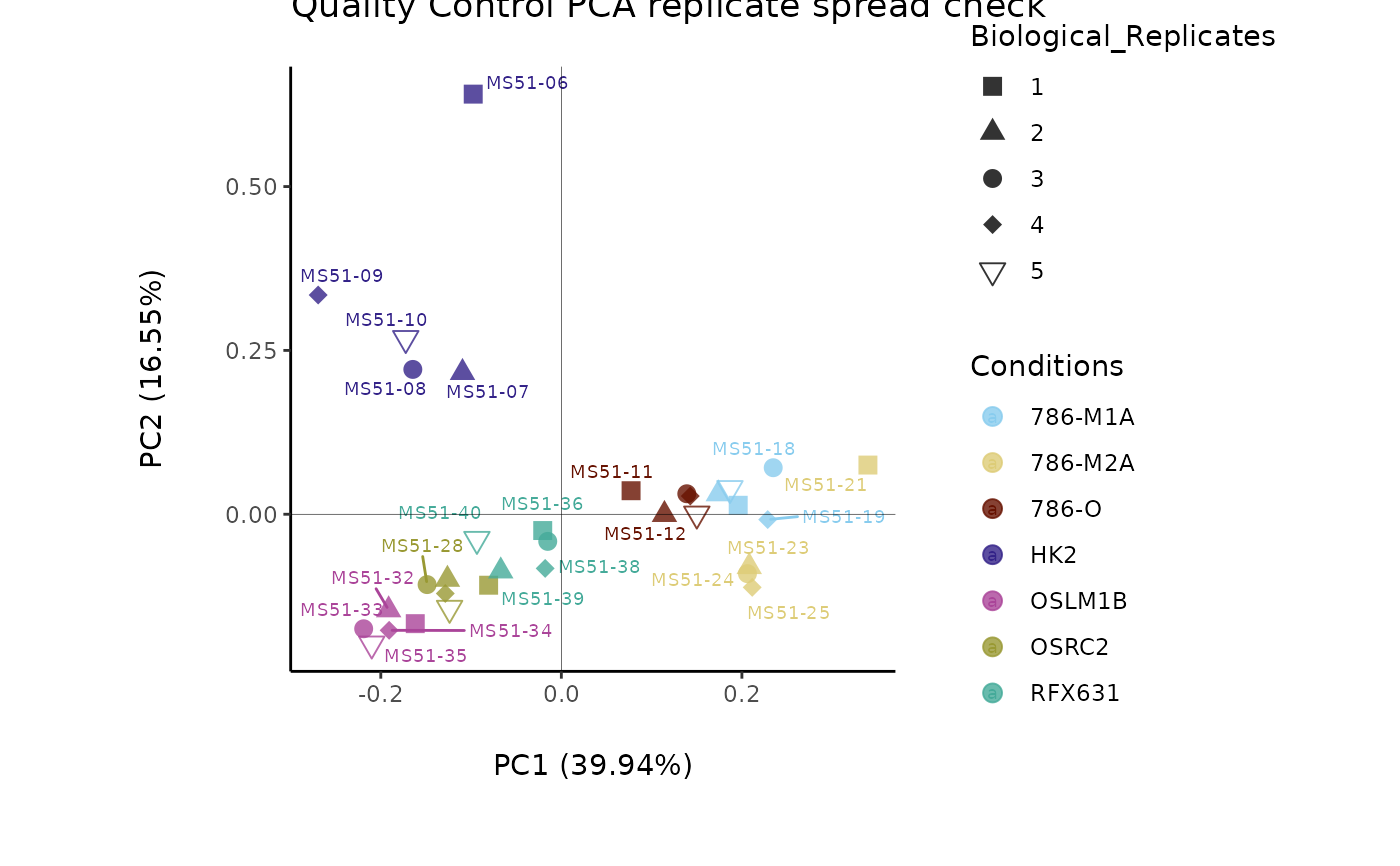 Quality Control PCA replicate spread check
Biological_Replicates
1
2
3
4
5
Conditions
a 786-M1A
a 786-M2A
a 786-O
a HK2
a OSLM1B
a OSRC2
a RFX631
PC2 (16.55%)
0.50
0.25
0.00
MS51-06
MS51-09
MS51-10
MS51-08
MS51-07
MS51-18
MS51-11
MS51-21
MS51-36
MS51-40
MS51-19
MS51-12
MS51-28
MS51-23
MS51-38
MS51-32
MS51-24
MS51-39
MS51-33
MS51-25
MS51-34
MS51-35
-0.2
0.0
0.2
PC1 (39.94%)